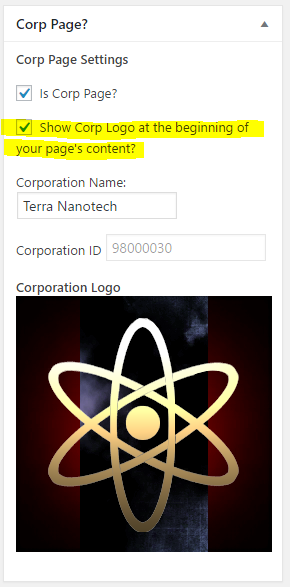 Corp Page?
Corp Page Settings
Is Corp Page?
Show Corp Logo at the beginning of
your page's content?
Corporation Name:
Terra Nanotech
Corporation ID 98000030
Corporation Logo